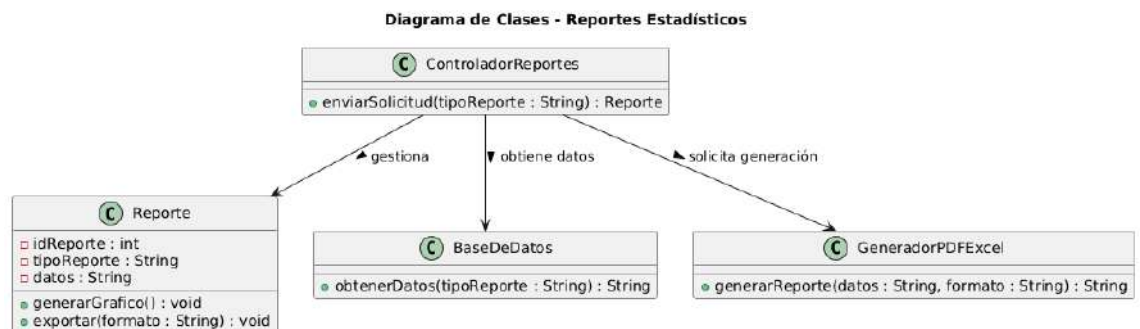 Diagrama de Clases - Reportes Estadísticos
C ControladorReportes
enviarSolicitud(tipoReporte : String) : Reporte
gestiona
obtiene datos
solicita generación
C Reporte
idReporte : int
tipoReporte : String
datos : String
generarGrafico() : void
exportar(formato : String) : void
C BaseDeDatos
obtenerDatos(tipoReporte : String) : String
C GeneradorPDFExcel
generarReporte(datos : String, formato : String) : String